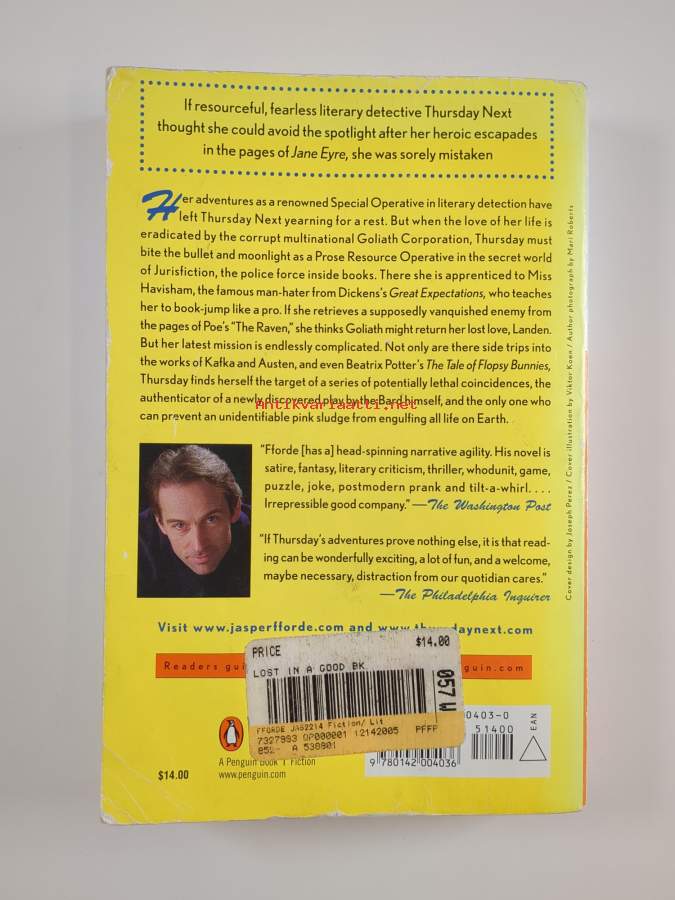 If resourceful, fearless literary detective Thursday Next
thought she could avoid the spotlight after her heroic escapades
in the pages of Jane Eyre, she was sorely mistaken
Her adventures as a renowned Special Operative in literary detection have
left Thursday Next yearning for a rest. But when the love of her life is
eradicated by the corrupt multinational Goliath Corporation, Thursday must
bite the bullet and moonlight as a Prose Resource Operative in the secret world
of Jurisfiction, the police force inside books. There she is apprenticed to Miss
Havisham, the famous man-hater from Dickens's Great Expectations, who teaches
her to book-jump like a pro. If she retrieves a supposedly vanquished enemy from
the pages of Poe's "The Raven," she thinks Goliath might return her lost love, Landen.
But her latest mission is endlessly complicated. Not only are there side trips into
the works of Kafka and Austen, and even Beatrix Potter's The Tale of Flopsy Bunnies,
Thursday finds herself the target of a series of potentially lethal coincidences, the
authenticator of a newly discovered play by the Bard himself, and the only one who
can prevent an unidentifiable pink sludge from engulfing all life on Earth.
Antikvariaatti.net
"Fforde [has a] head-spinning narrative agility. His novel is
satire, fantasy, literary criticism, thriller, whodunit, game,
puzzle, joke, postmodern prank and tilt-a-whirl. . . .
Irrepressible good company." —The Washington Post
"If Thursday's adventures prove nothing else, it is that read-
ing can be wonderfully exciting, a lot of fun, and a welcome,
maybe necessary, distraction from our quotidian cares."
—The Philadelphia Inquirer
Cover design by Joseph Perez / Cover illustration by Viktor Koen / Author photograph by Mari Roberts
Visit www.jasperfforde.com and www.thursdaynext.com
Readers gui
guin.com
PRICE $14.00
LOST IN A GOOD BK
057 W
FFORDE JAS2214 Fiction/ Lit
7327993 OP000001 12142005 PFFP
852- A 538901
0403-0
51400
EAN
9 780142 004036
A Penguin Book | Fiction
www.penguin.com
$14.00